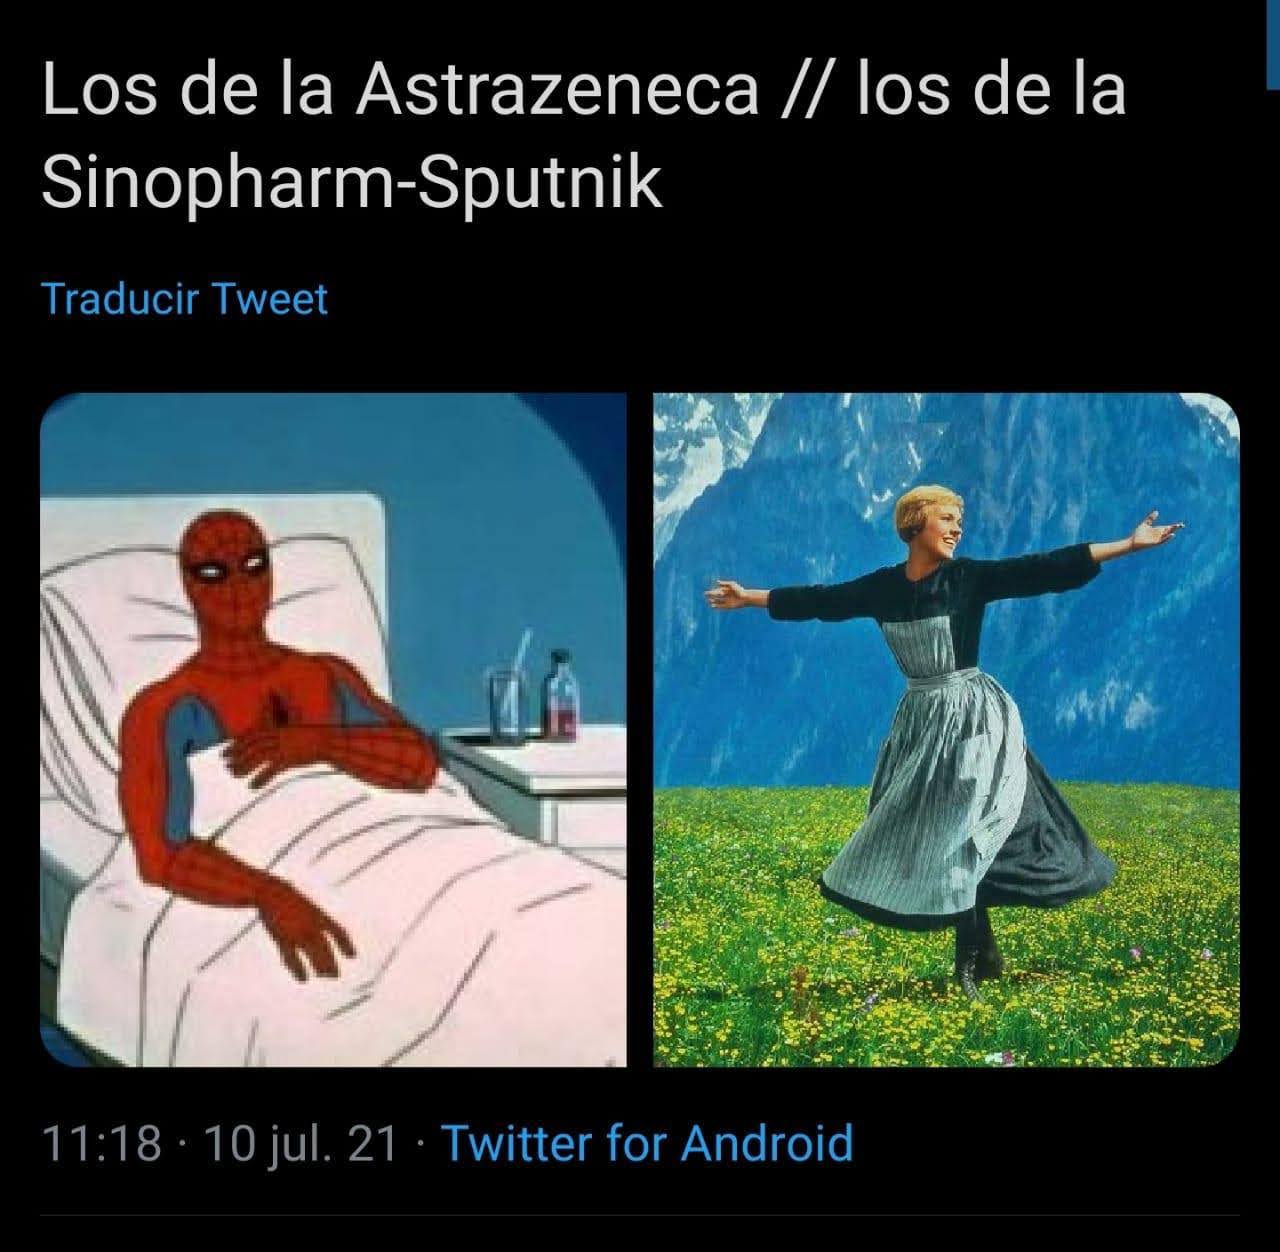 Los de la Astrazeneca // los de la
Sinopharm-Sputnik
Traducir Tweet
11:18 · 10 jul. 21 · Twitter for Android